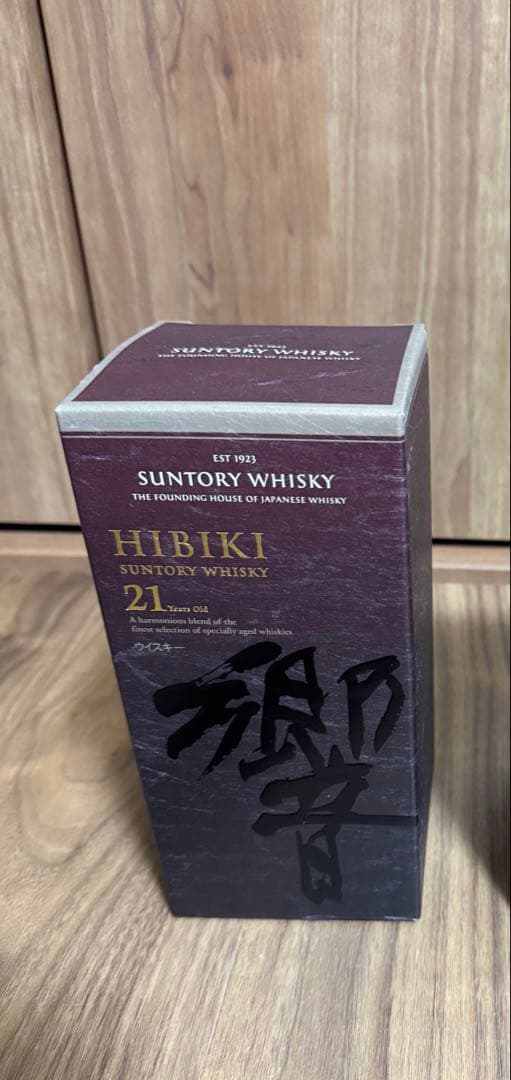 EST 1923
SUNTORY WHISKY
THE FOUNDING HOUSE OF JAPANESE WHISKY
EST 1923
SUNTORY WHISKY
THE FOUNDING HOUSE OF JAPANESE WHISKY
HIBIKI
SUNTORY WHISKY
21 Years Old
A harmonious blend of the
finest selection of specially aged whiskies
ウイスキー
響